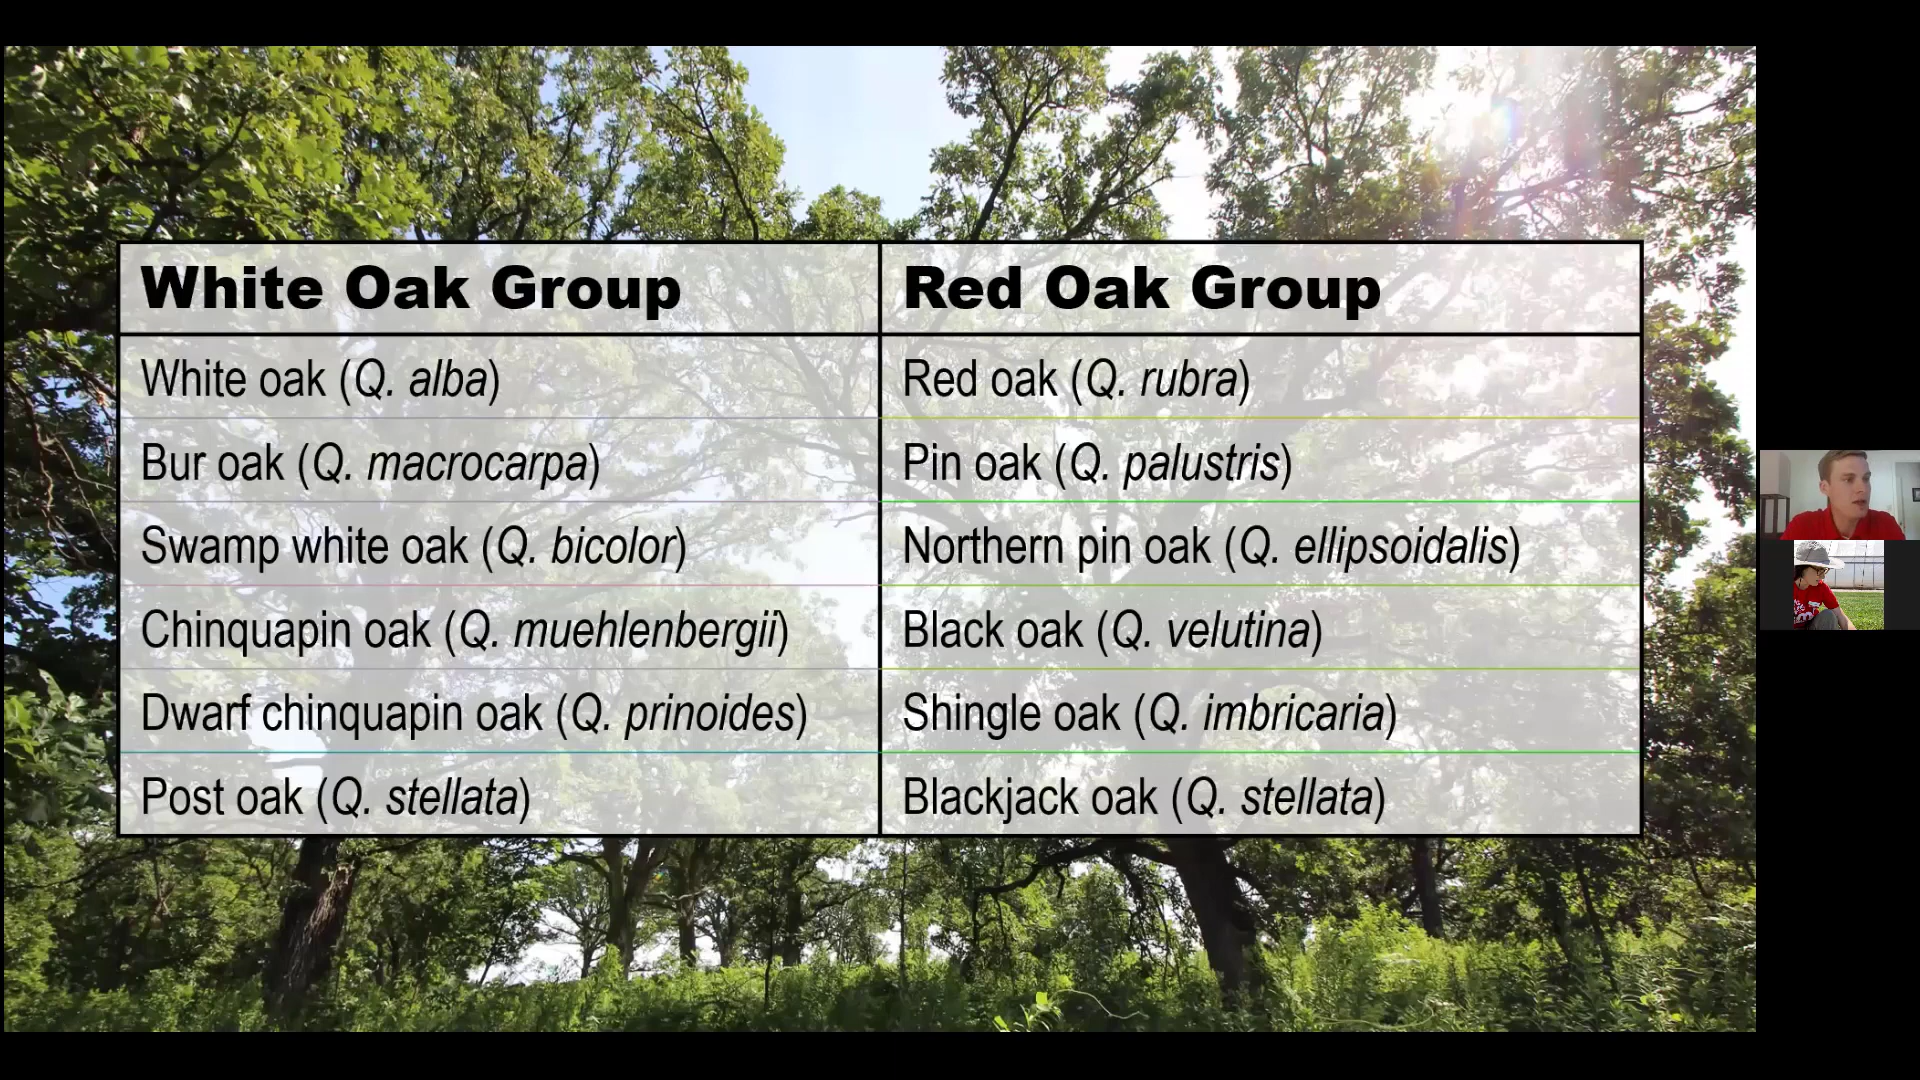 White Oak Group
Red Oak Group
White oak (Q. alba)
Red oak (Q. rubra)
Bur oak (Q. macrocarpa)
Pin oak (Q. palustris)
Swamp white oak (Q. bicolor)
Northern pin oak (Q. ellipsoidalis)
Chinquapin oak (Q. muehlenbergii)
Black oak (Q. velutina)
Dwarf chinquapin oak (Q. prinoides)
Shingle oak (Q. imbricaria)
Post oak (Q. stellata)
Blackjack oak (Q. stellata)